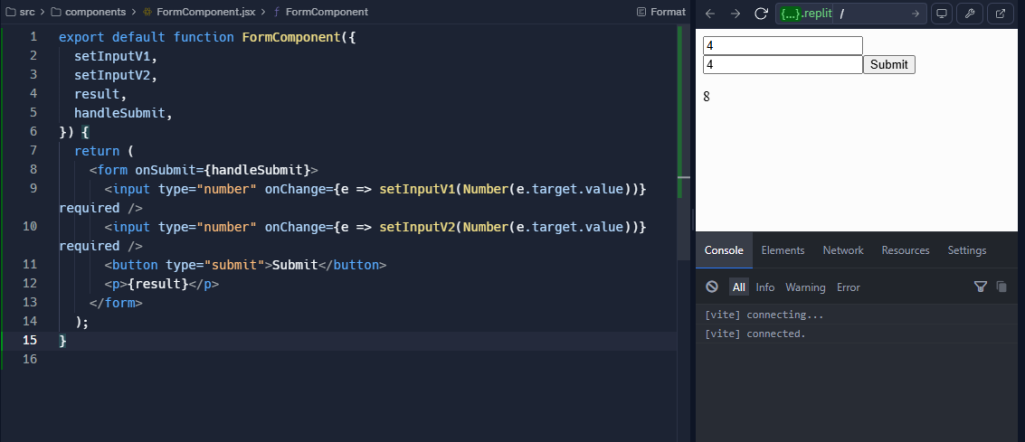 src > components > FormComponent.jsx > f FormComponent
Format
1 export default function FormComponent({
2 setInputV1,
3 setInputV2,
4 result,
5 handleSubmit,
6 }) {
7 return (
8 <form onSubmit={handleSubmit}>
9 <input type="number" onChange={e => setInputV1(Number(e.target.value))}
required />
10 <input type="number" onChange={e => setInputV2(Number(e.target.value))}
required />
11 <button type="submit">Submit</button>
12 <p>{result}</p>
13 </form>
14 );
15 }
16
{...}.replit /
4
4 Submit
8
Console Elements Network Resources Settings
All Info Warning Error
[vite] connecting...
[vite] connected.